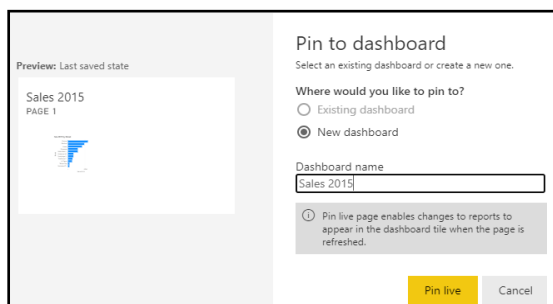 Pin to dashboard
Select an existing dashboard or create a new one.
Preview: Last saved state
Sales 2015
PAGE 1
Where would you like to pin to?
Existing dashboard
New dashboard
Dashboard name
Sales 2015
Pin live page enables changes to reports to
appear in the dashboard tile when the page is
refreshed.
Pin live
Cancel